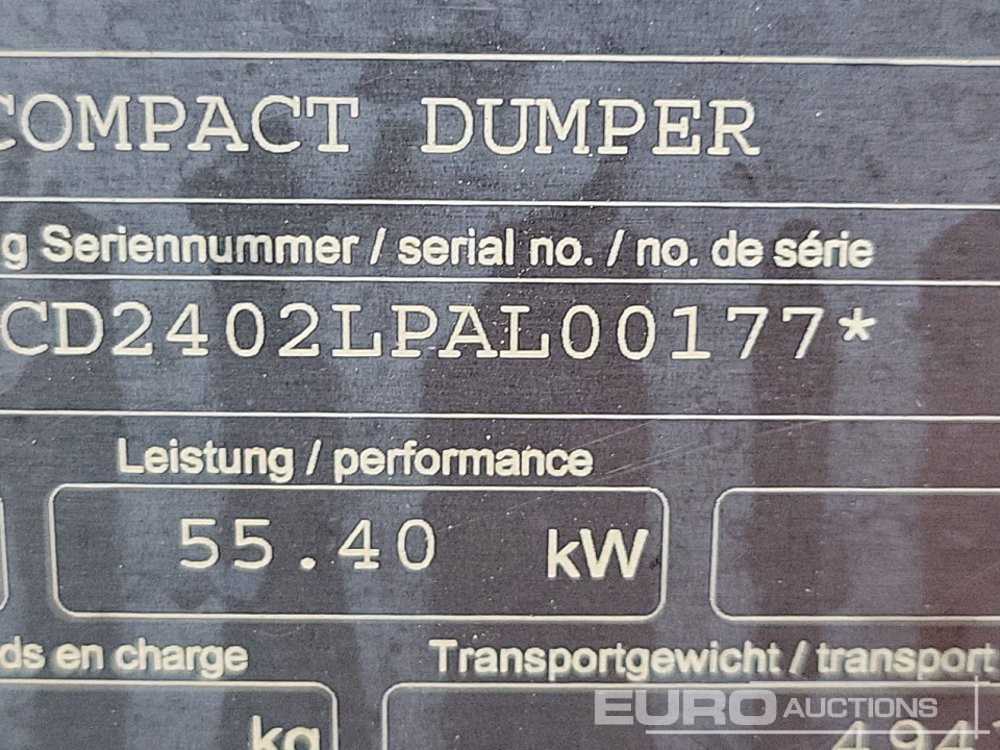 COMPACT DUMPER
g Seriennummer / serial no. / no. de série
CD2402LPAL00177*
Leistung / performance
55.40 kW
ds en charge
Transportgewicht / transport
kg
EURO AUCTIONS